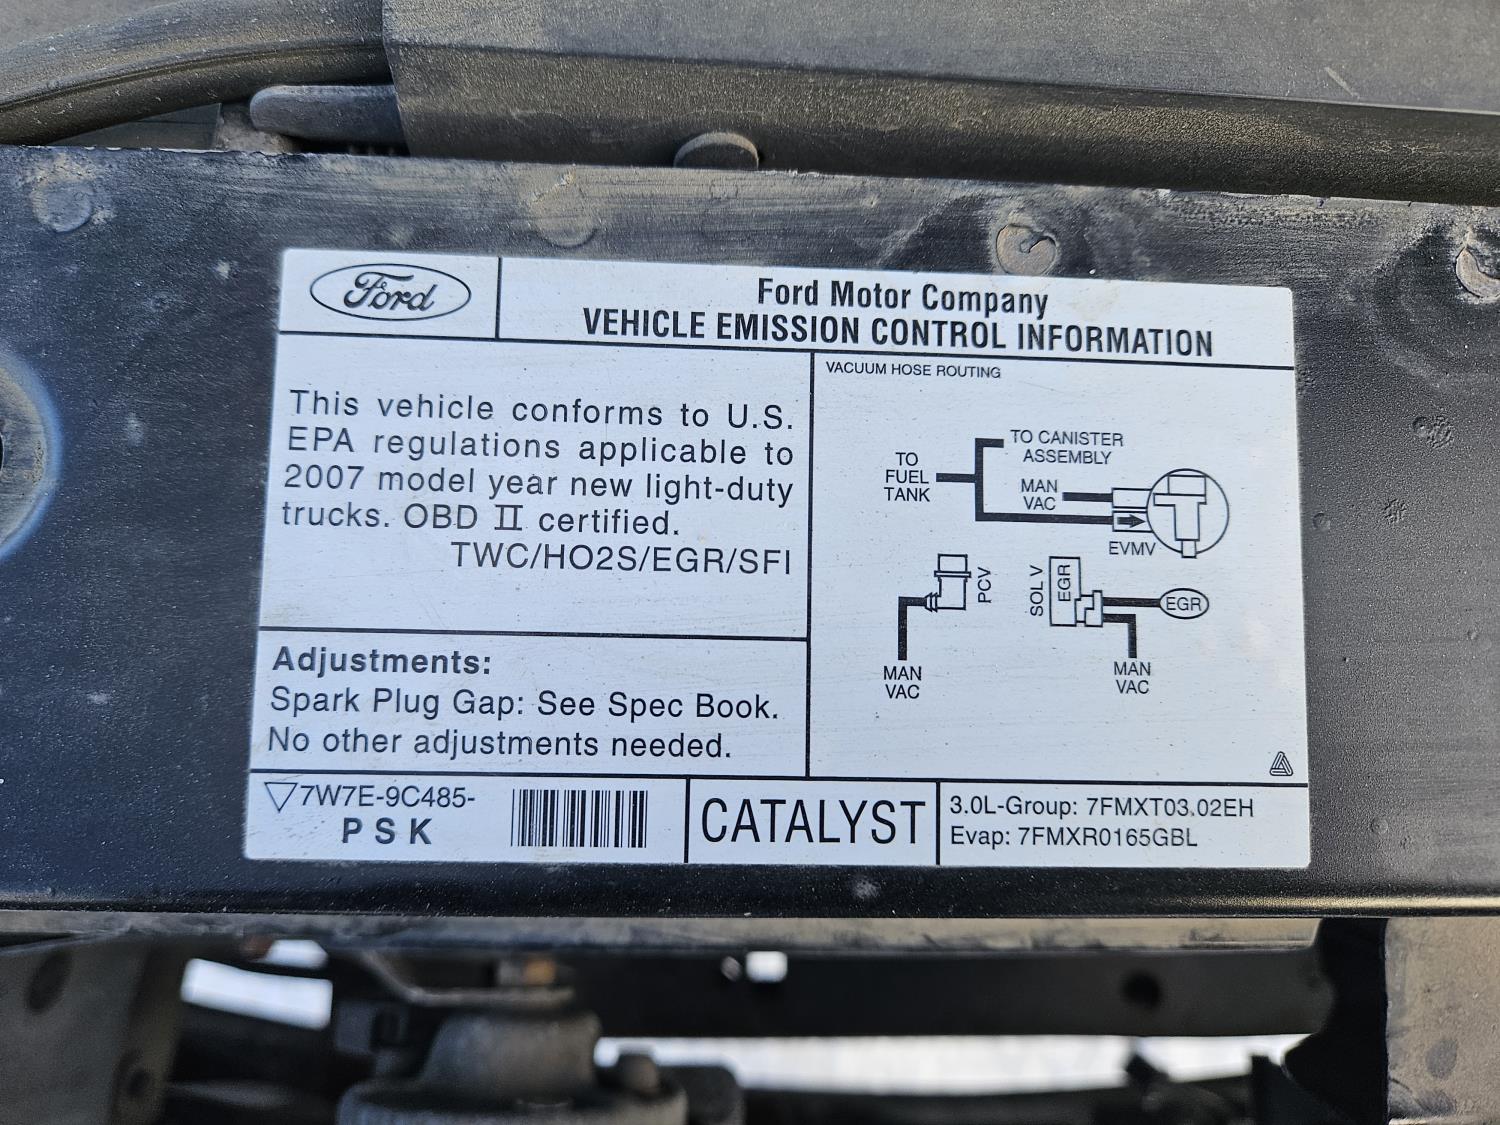 Ford
Ford Motor Company
VEHICLE EMISSION CONTROL INFORMATION
This vehicle conforms to U.S.
EPA regulations applicable to
2007 model year new light-duty
trucks. OBD II certified.
TWC/HO2S/EGR/SFI
Adjustments:
Spark Plug Gap: See Spec Book.
No other adjustments needed.
VACUUM HOSE ROUTING
TO CANISTER
ASSEMBLY
TO
FUEL
TANK
MAN
VAC
EVMV
PCV
MAN
VAC
SOL V
EGR
EGR
MAN
VAC
7W7E-9C485-
PSK
CATALYST
3.0L-Group: 7FMXT03.02EH
Evap: 7FMXR0165GBL